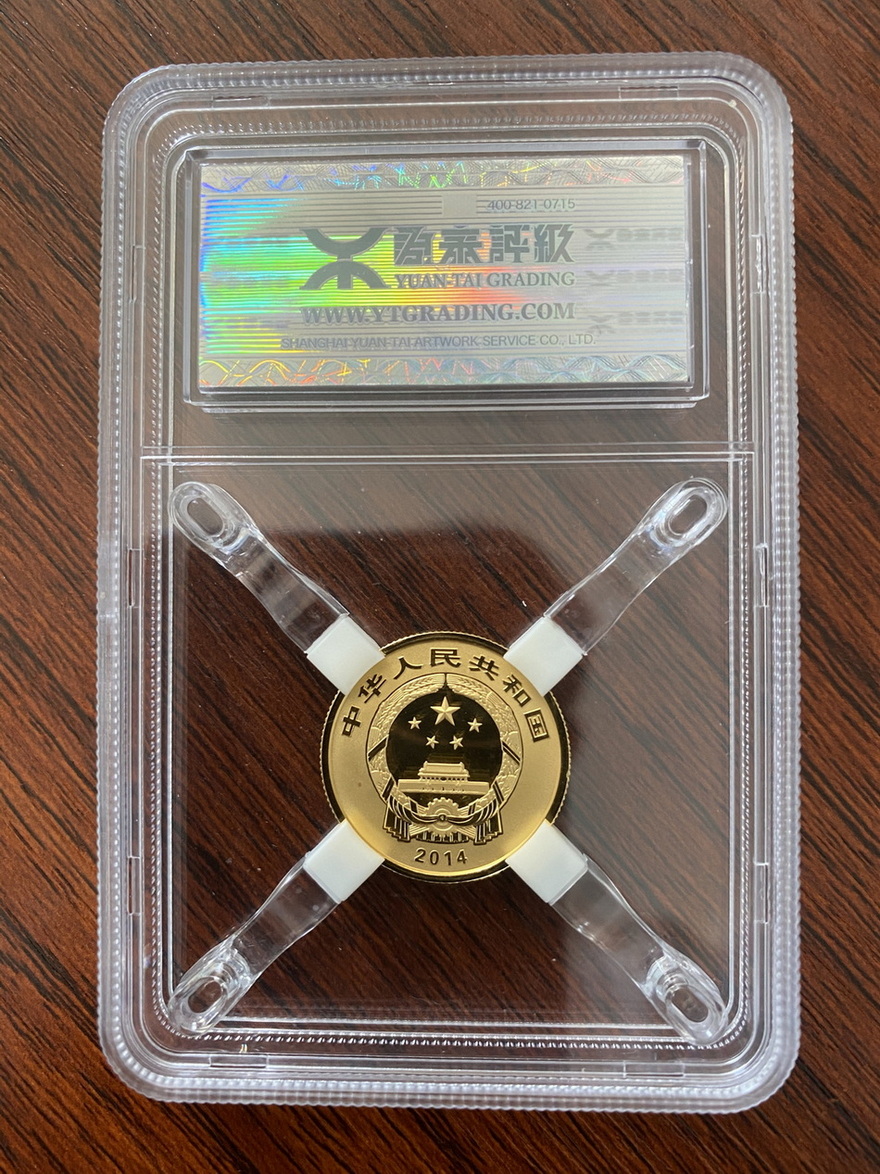 400-821-0715
源泰評級
YUAN-TAI GRADING
WWW.YTGRADING.COM
SHANGHAI YUAN-TAI ARTWORK SERVICE CO., LTD.
中华人民共和国
2014